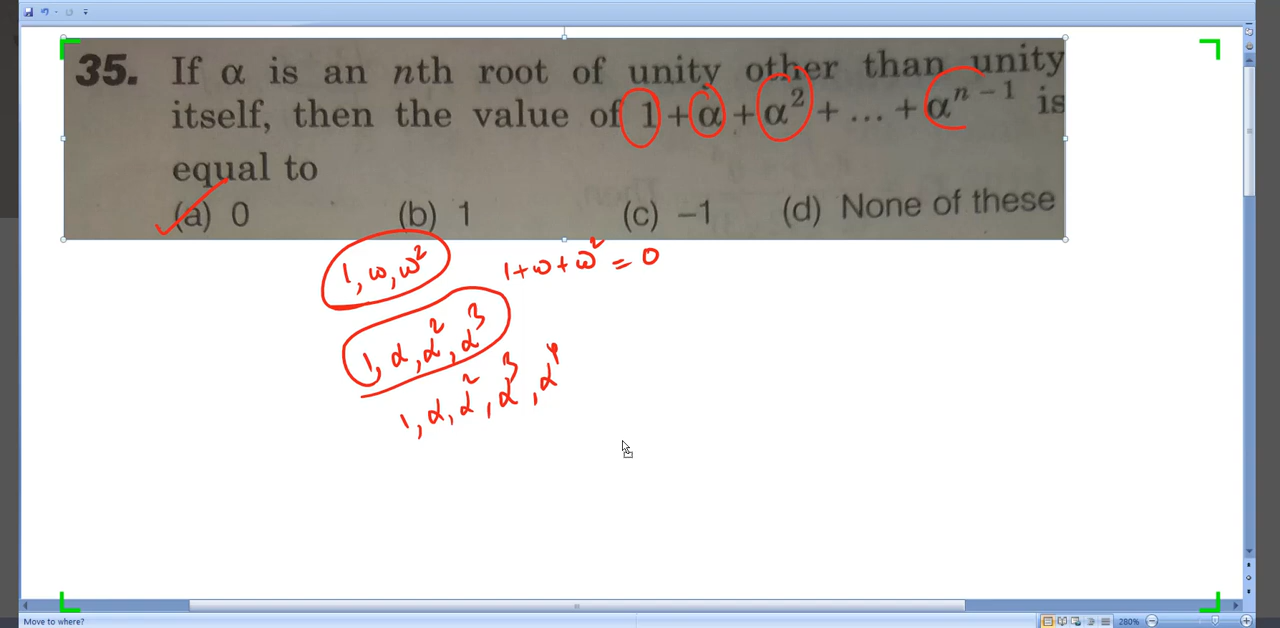 35. If α is an nth root of unity other than unity
itself, then the value of 1 + α + α² + ... + αⁿ⁻¹ is
equal to
(a) 0 (b) 1 (c) −1 (d) None of these
1, ω, ω² 1+ω+ω² = 0
1, α, α², α³
1, α, α², α³, α⁴
Move to where? 280%